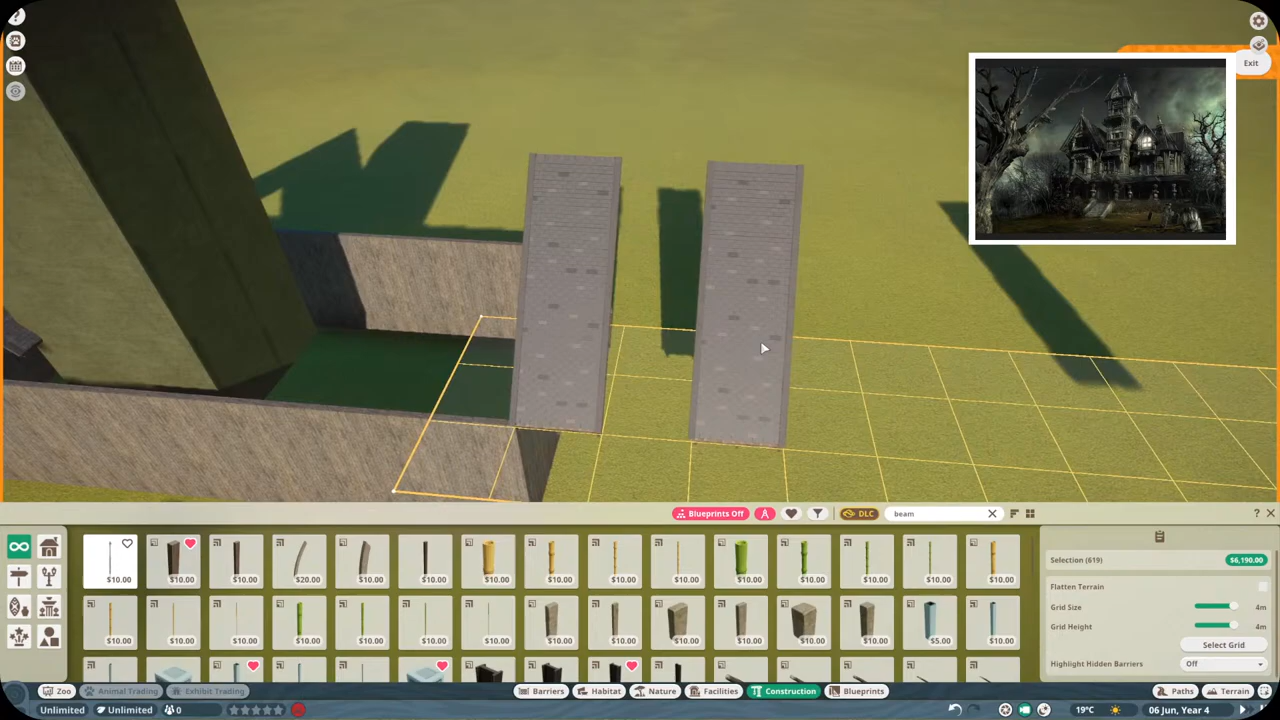 Exit
Blueprints Off
DLC
beam
?
$10.00 $10.00 $10.00 $20.00 $10.00 $10.00 $10.00 $10.00 $10.00 $10.00 $10.00 $10.00 $10.00 $10.00 $10.00
$10.00 $10.00 $10.00 $10.00 $10.00 $10.00 $10.00 $10.00 $10.00 $10.00 $10.00 $10.00 $10.00 $5.00 $10.00
Selection (619) $6,190.00
Flatten Terrain
Grid Size 4m
Grid Height 4m
Select Grid
Highlight Hidden Barriers Off
Zoo Animal Trading Exhibit Trading Barriers Habitat Nature Facilities Construction Blueprints Paths Terrain
Unlimited Unlimited 0 19°C 06 Jun, Year 4